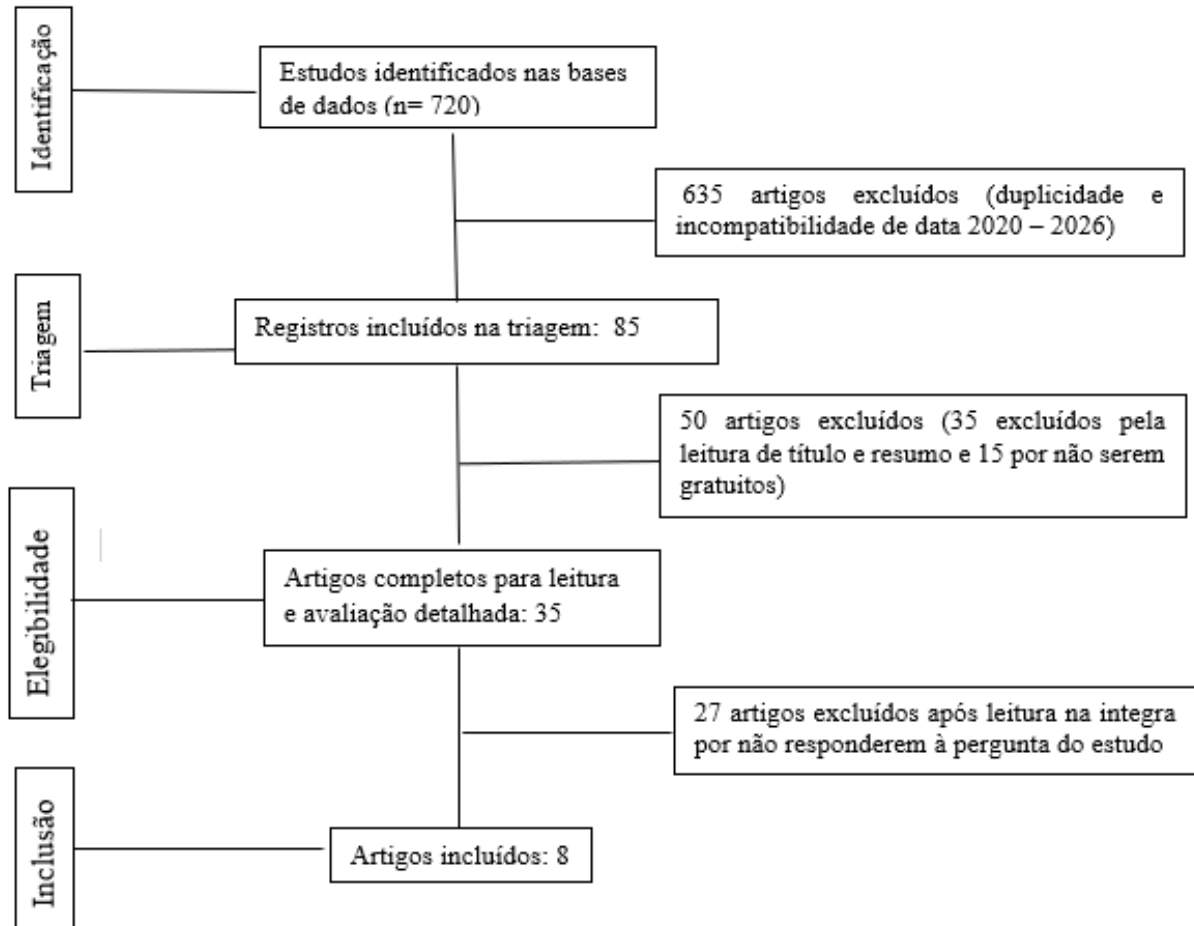 Identificação
Estudos identificados nas bases
de dados (n= 720)
635 artigos excluídos (duplicidade e
incompatibilidade de data 2020 – 2026)
Triagem
Registros incluídos na triagem: 85
50 artigos excluídos (35 excluídos pela
leitura de título e resumo e 15 por não serem
gratuitos)
Elegibilidade
Artigos completos para leitura
e avaliação detalhada: 35
27 artigos excluídos após leitura na integra
por não responderem à pergunta do estudo
Inclusão
Artigos incluídos: 8